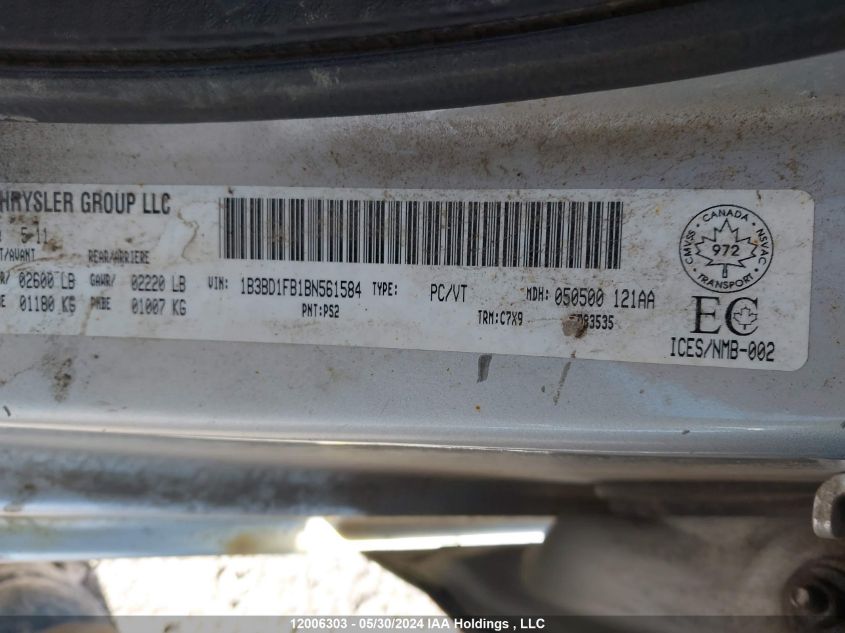 HRYSLER GROUP LLC
5-11
T/AVANT REAR/ARRIERE
R/ 02600 LB GAWR/ 02220 LB
E 01180 KG PNBE 01007 KG
VIN: 1B3BD1FB1BN561584 TYPE: PC/VT MDH: 050500 121AA
PNT:PS2 TRM:C7X9 83535
CMVSS CANADA NSVAC
972
TRANSPORT
EC
ICES/NMB-002
12006303 - 05/30/2024 IAA Holdings , LLC